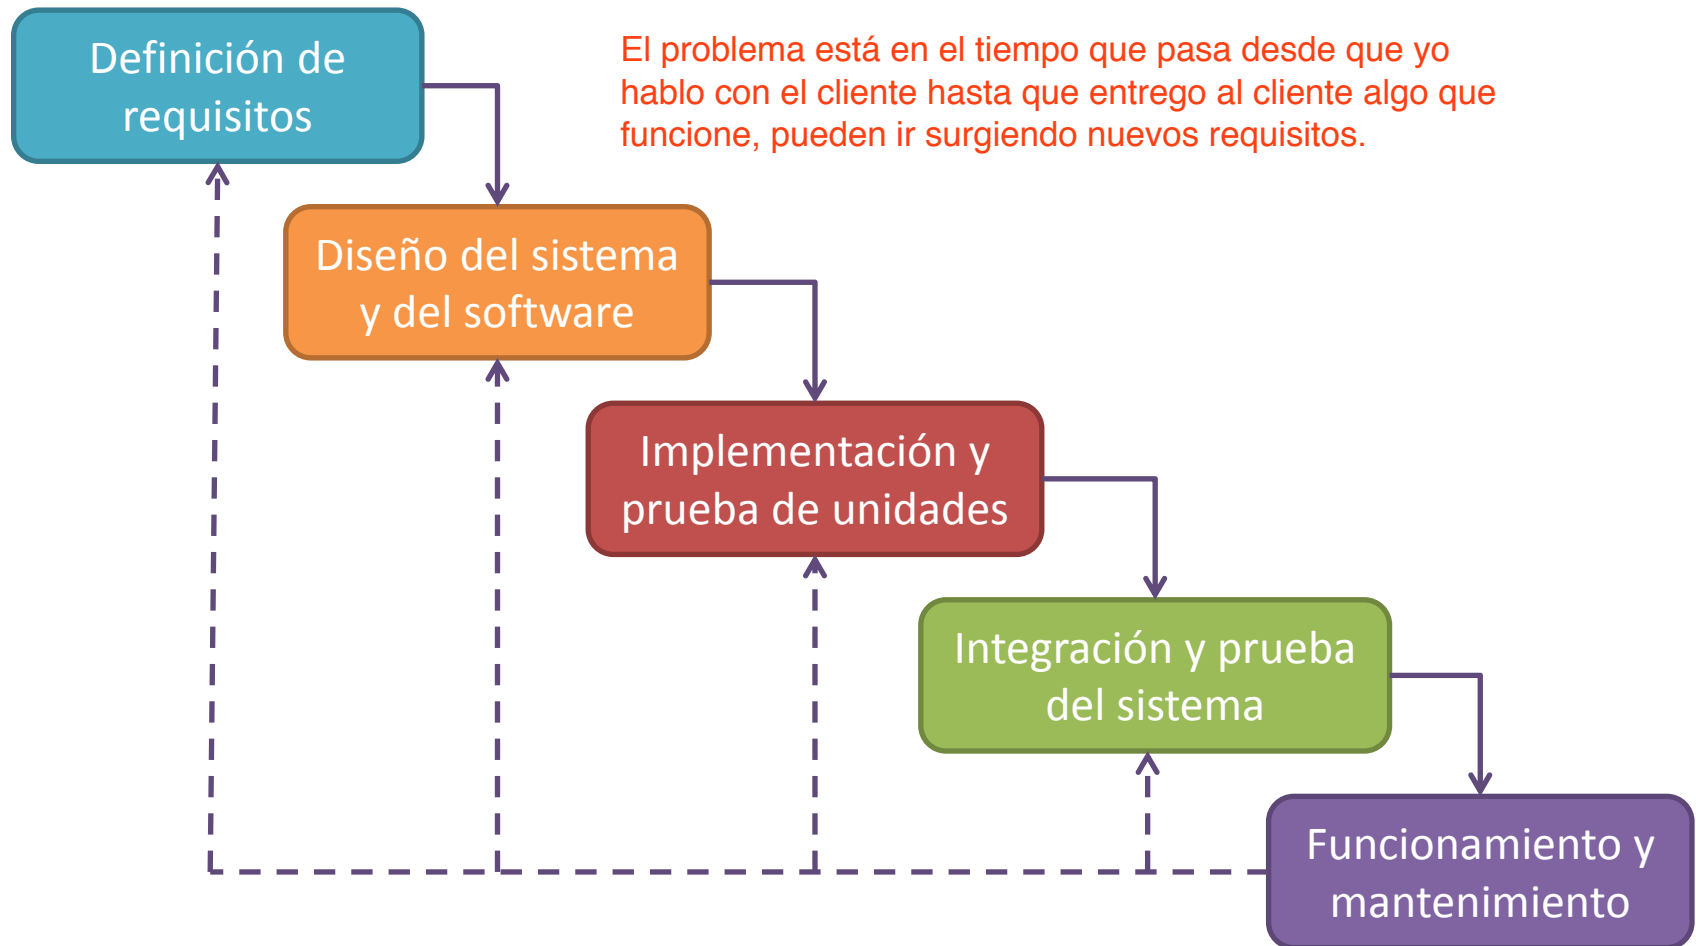 Definición de
requisitos
El problema está en el tiempo que pasa desde que yo
hablo con el cliente hasta que entrego al cliente algo que
funcione, pueden ir surgiendo nuevos requisitos.
Diseño del sistema
y del software
Implementación y
prueba de unidades
Integración y prueba
del sistema
Funcionamiento y
mantenimiento